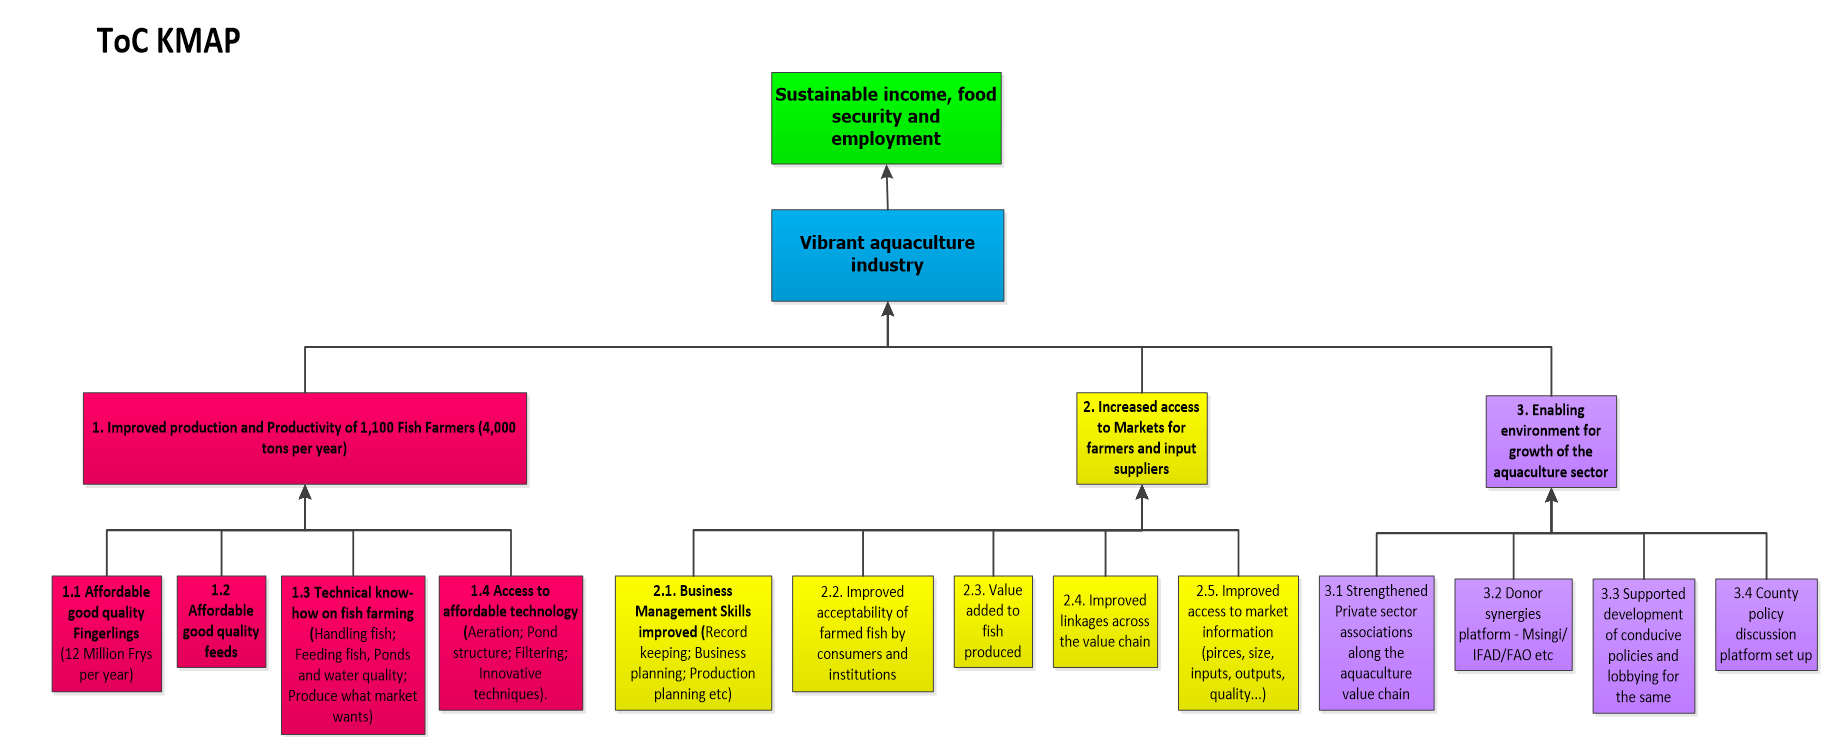 ToC KMAP
Sustainable income, food
security and
employment
Vibrant aquaculture
industry
1. Improved production and Productivity of 1,100 Fish Farmers (4,000
tons per year)
2. Increased access
to Markets for
farmers and input
suppliers
3. Enabling
environment for
growth of the
aquaculture sector
1.1 Affordable
good quality
Fingerlings
(12 Million Frys
per year)
1.2
Affordable
good quality
feeds
1.3 Technical know-
how on fish farming
(Handling fish;
Feeding fish, Ponds
and water quality;
Produce what market
wants)
1.4 Access to
affordable technology
(Aeration; Pond
structure; Filtering;
Innovative
techniques).
2.1. Business
Management Skills
improved (Record
keeping; Business
planning; Production
planning etc)
2.2. Improved
acceptability of
farmed fish by
consumers and
institutions
2.3. Value
added to
fish
produced
2.4. Improved
linkages across
the value chain
2.5. Improved
access to market
information
(pirces, size,
inputs, outputs,
quality...)
3.1 Strengthened
Private sector
associations
along the
aquaculture
value chain
3.2 Donor
synergies
platform - Msingi/
IFAD/FAO etc
3.3 Supported
development
of conducive
policies and
lobbying for
the same
3.4 County
policy
discussion
platform set up